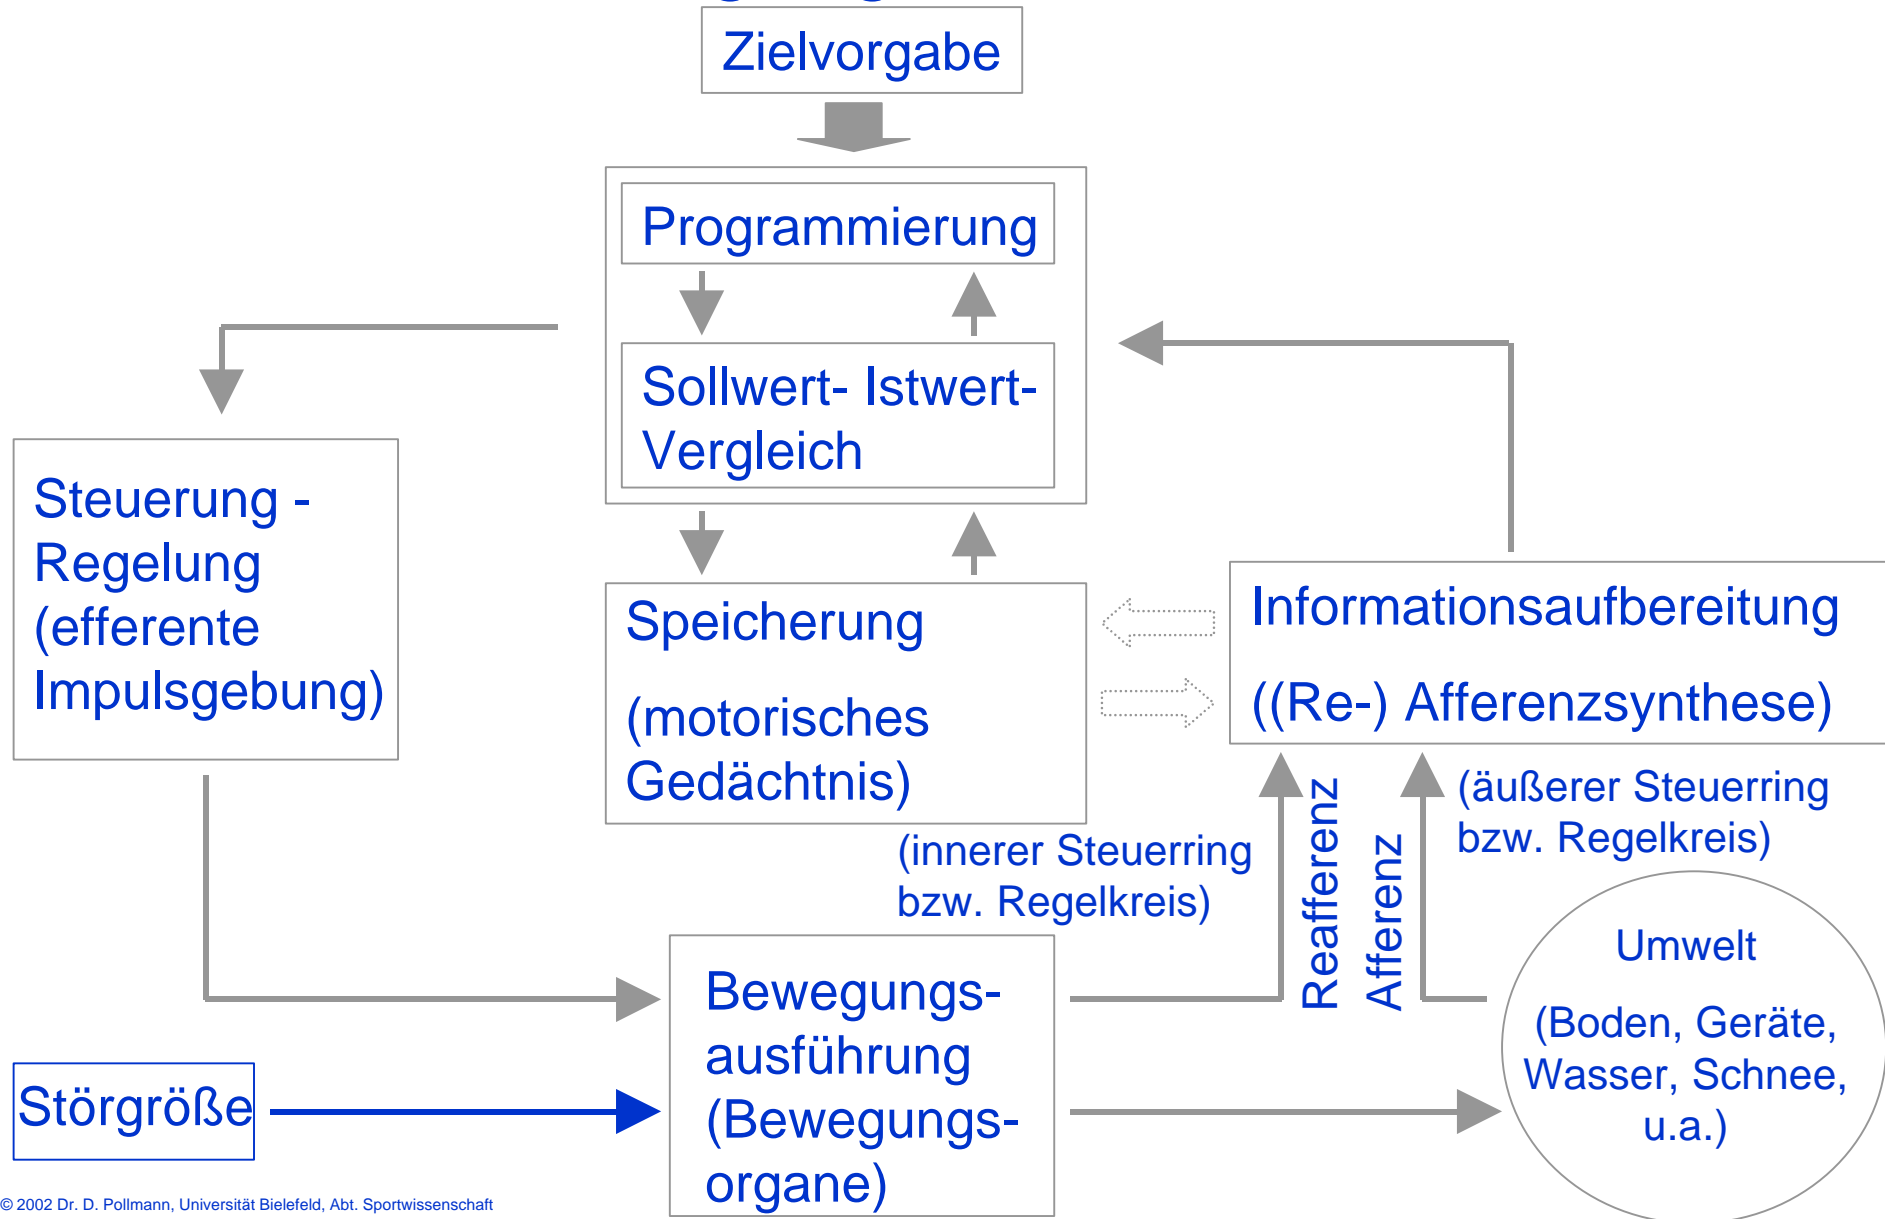 Zielvorgabe
Programmierung
Sollwert- Istwert-
Vergleich
Steuerung -
Regelung
(efferente
Impulsgebung)
Speicherung
(motorisches
Gedächtnis)
Informationsaufbereitung
((Re-) Afferenzsynthese)
(innerer Steuerring
bzw. Regelkreis)
Reafferenz
Afferenz
(äußerer Steuerring
bzw. Regelkreis)
Umwelt
(Boden, Geräte,
Wasser, Schnee,
u.a.)
Bewegungs-
ausführung
(Bewegungs-
organe)
Störgröße
© 2002 Dr. D. Pollmann, Universität Bielefeld, Abt. Sportwissenschaft